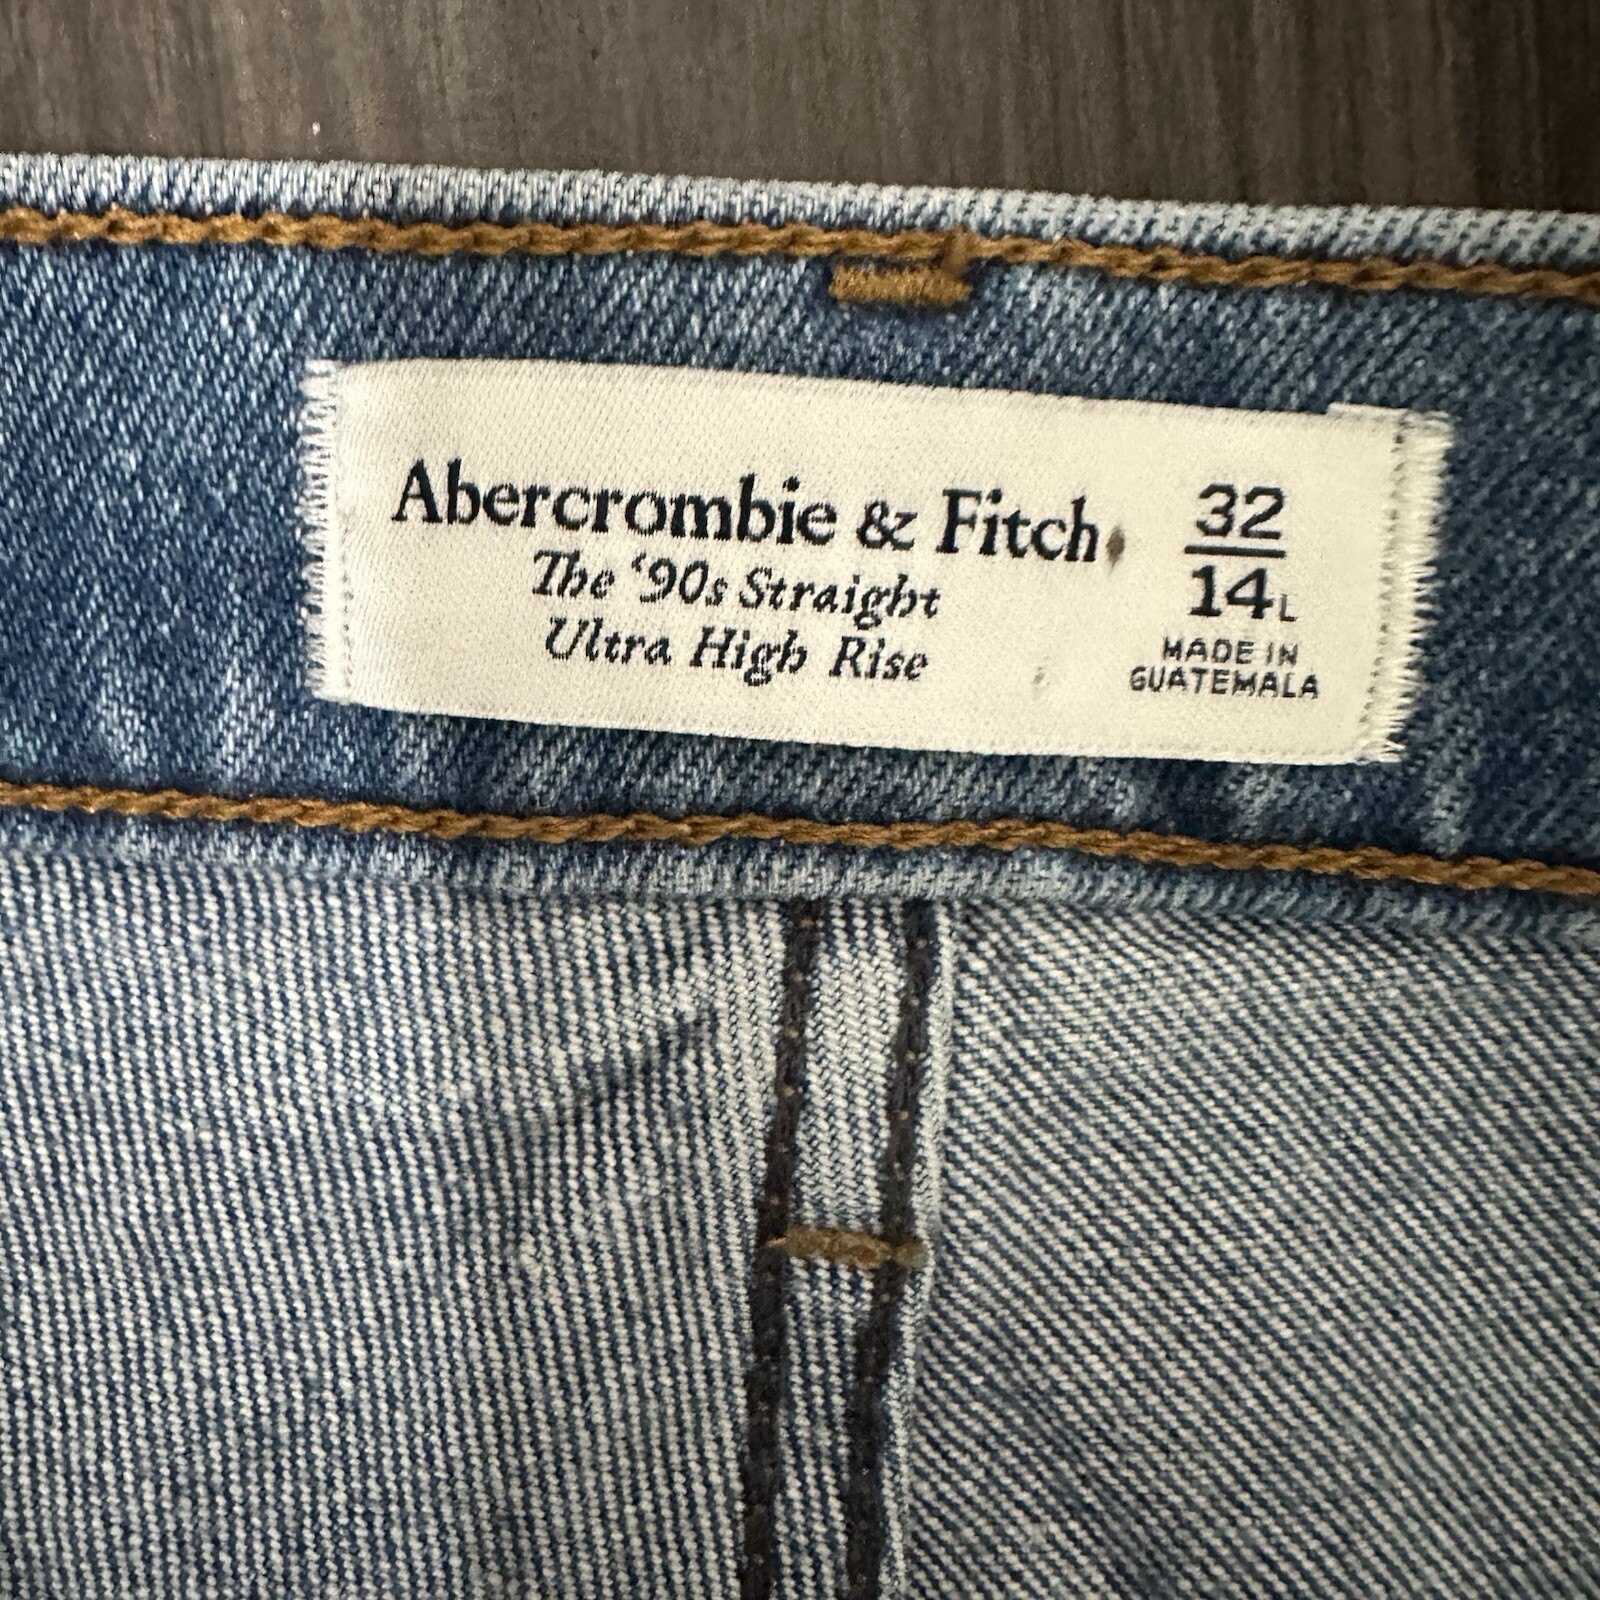 Abercrombie & Fitch
The ‘90s Straight
Ultra High Rise
32
14L
MADE IN
GUATEMALA